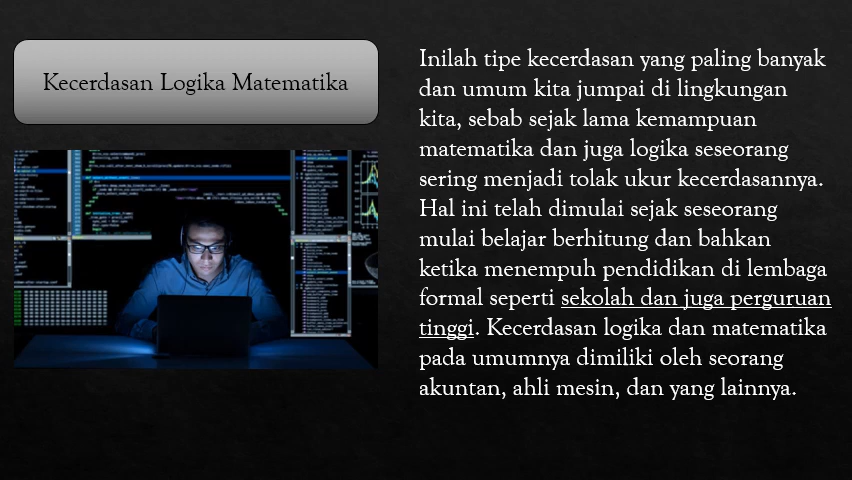 Kecerdasan Logika Matematika
Inilah tipe kecerdasan yang paling banyak
dan umum kita jumpai di lingkungan
kita, sebab sejak lama kemampuan
matematika dan juga logika seseorang
sering menjadi tolak ukur kecerdasannya.
Hal ini telah dimulai sejak seseorang
mulai belajar berhitung dan bahkan
ketika menempuh pendidikan di lembaga
formal seperti sekolah dan juga perguruan
tinggi. Kecerdasan logika dan matematika
pada umumnya dimiliki oleh seorang
akuntan, ahli mesin, dan yang lainnya.